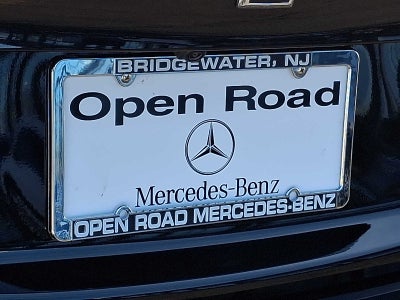 BRIDGEWATER, NJ
Open Road
Mercedes-Benz
OPEN ROAD MERCEDES-BENZ